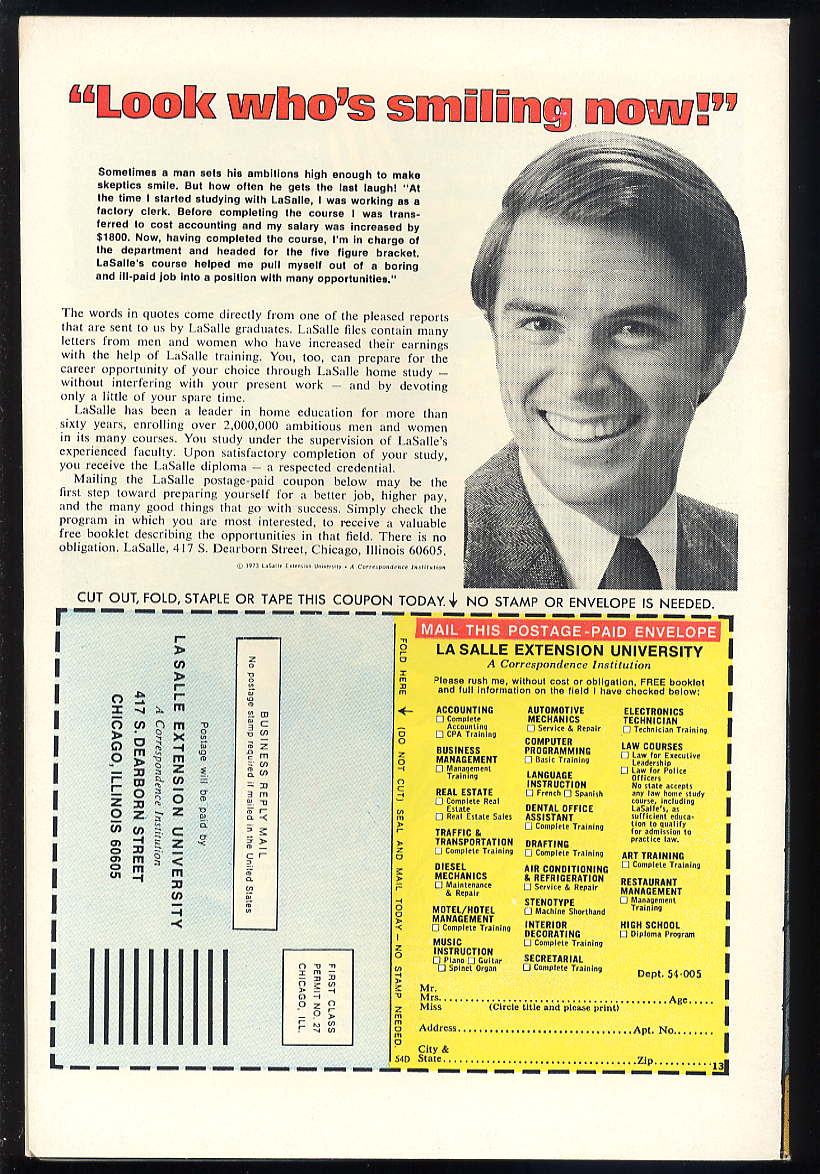 “Look who's smiling now!”
Sometimes a man sets his ambitions high enough to make
skeptics smile. But how often he gets the last laugh! "At
the time I started studying with LaSalle, I was working as a
factory clerk. Before completing the course I was trans-
ferred to cost accounting and my salary was increased by
$1800. Now, having completed the course, I'm in charge of
the department and headed for the five figure bracket.
LaSalle's course helped me pull myself out of a boring
and ill-paid job into a position with many opportunities."
The words in quotes come directly from one of the pleased reports
that are sent to us by LaSalle graduates. LaSalle files contain many
letters from men and women who have increased their earnings
with the help of LaSalle training. You, too, can prepare for the
career opportunity of your choice through LaSalle home study —
without interfering with your present work — and by devoting
only a little of your spare time.
LaSalle has been a leader in home education for more than
sixty years, enrolling over 2,000,000 ambitious men and women
in its many courses. You study under the supervision of LaSalle's
experienced faculty. Upon satisfactory completion of your study,
you receive the LaSalle diploma — a respected credential.
Mailing the LaSalle postage-paid coupon below may be the
first step toward preparing yourself for a better job, higher pay,
and the many good things that go with success. Simply check the
program in which you are most interested, to receive a valuable
free booklet describing the opportunities in that field. There is no
obligation. LaSalle, 417 S. Dearborn Street, Chicago, Illinois 60605.
© 1973 LaSalle Extension University • A Correspondence Institution
CUT OUT, FOLD, STAPLE OR TAPE THIS COUPON TODAY.↓ NO STAMP OR ENVELOPE IS NEEDED.
BUSINESS REPLY MAIL
No postage stamp required if mailed in the United States
FIRST CLASS
PERMIT NO. 27
CHICAGO, ILL.
Postage will be paid by
LA SALLE EXTENSION UNIVERSITY
A Correspondence Institution
417 S. DEARBORN STREET
CHICAGO, ILLINOIS 60605
FOLD HERE ↓ (DO NOT CUT) SEAL AND MAIL TODAY — NO STAMP NEEDED.
54D
MAIL THIS POSTAGE-PAID ENVELOPE
LA SALLE EXTENSION UNIVERSITY
A Correspondence Institution
Please rush me, without cost or obligation, FREE booklet
and full information on the field I have checked below:
ACCOUNTING
☐ Complete
Accounting
☐ CPA Training
BUSINESS
MANAGEMENT
☐ Management
Training
REAL ESTATE
☐ Complete Real
Estate
☐ Real Estate Sales
TRAFFIC &
TRANSPORTATION
☐ Complete Training
DIESEL
MECHANICS
☐ Maintenance
& Repair
MOTEL/HOTEL
MANAGEMENT
☐ Complete Training
MUSIC
INSTRUCTION
☐ Piano ☐ Guitar
☐ Spinet Organ
AUTOMOTIVE
MECHANICS
☐ Service & Repair
COMPUTER
PROGRAMMING
☐ Basic Training
LANGUAGE
INSTRUCTION
☐ French ☐ Spanish
DENTAL OFFICE
ASSISTANT
☐ Complete Training
DRAFTING
☐ Complete Training
AIR CONDITIONING
& REFRIGERATION
☐ Service & Repair
STENOTYPE
☐ Machine Shorthand
INTERIOR
DECORATING
☐ Complete Training
SECRETARIAL
☐ Complete Training
ELECTRONICS
TECHNICIAN
☐ Technician Training
LAW COURSES
☐ Law for Executive
Leadership
☐ Law for Police
Officers
No state accepts
any law home study
course, including
LaSalle's, as
sufficient educa-
tion to qualify
for admission to
practice law.
ART TRAINING
☐ Complete Training
RESTAURANT
MANAGEMENT
☐ Management
Training
HIGH SCHOOL
☐ Diploma Program
Dept. 54-005
Mr.
Mrs. Age
Miss (Circle title and please print)
Address Apt. No.
City &
State Zip
13